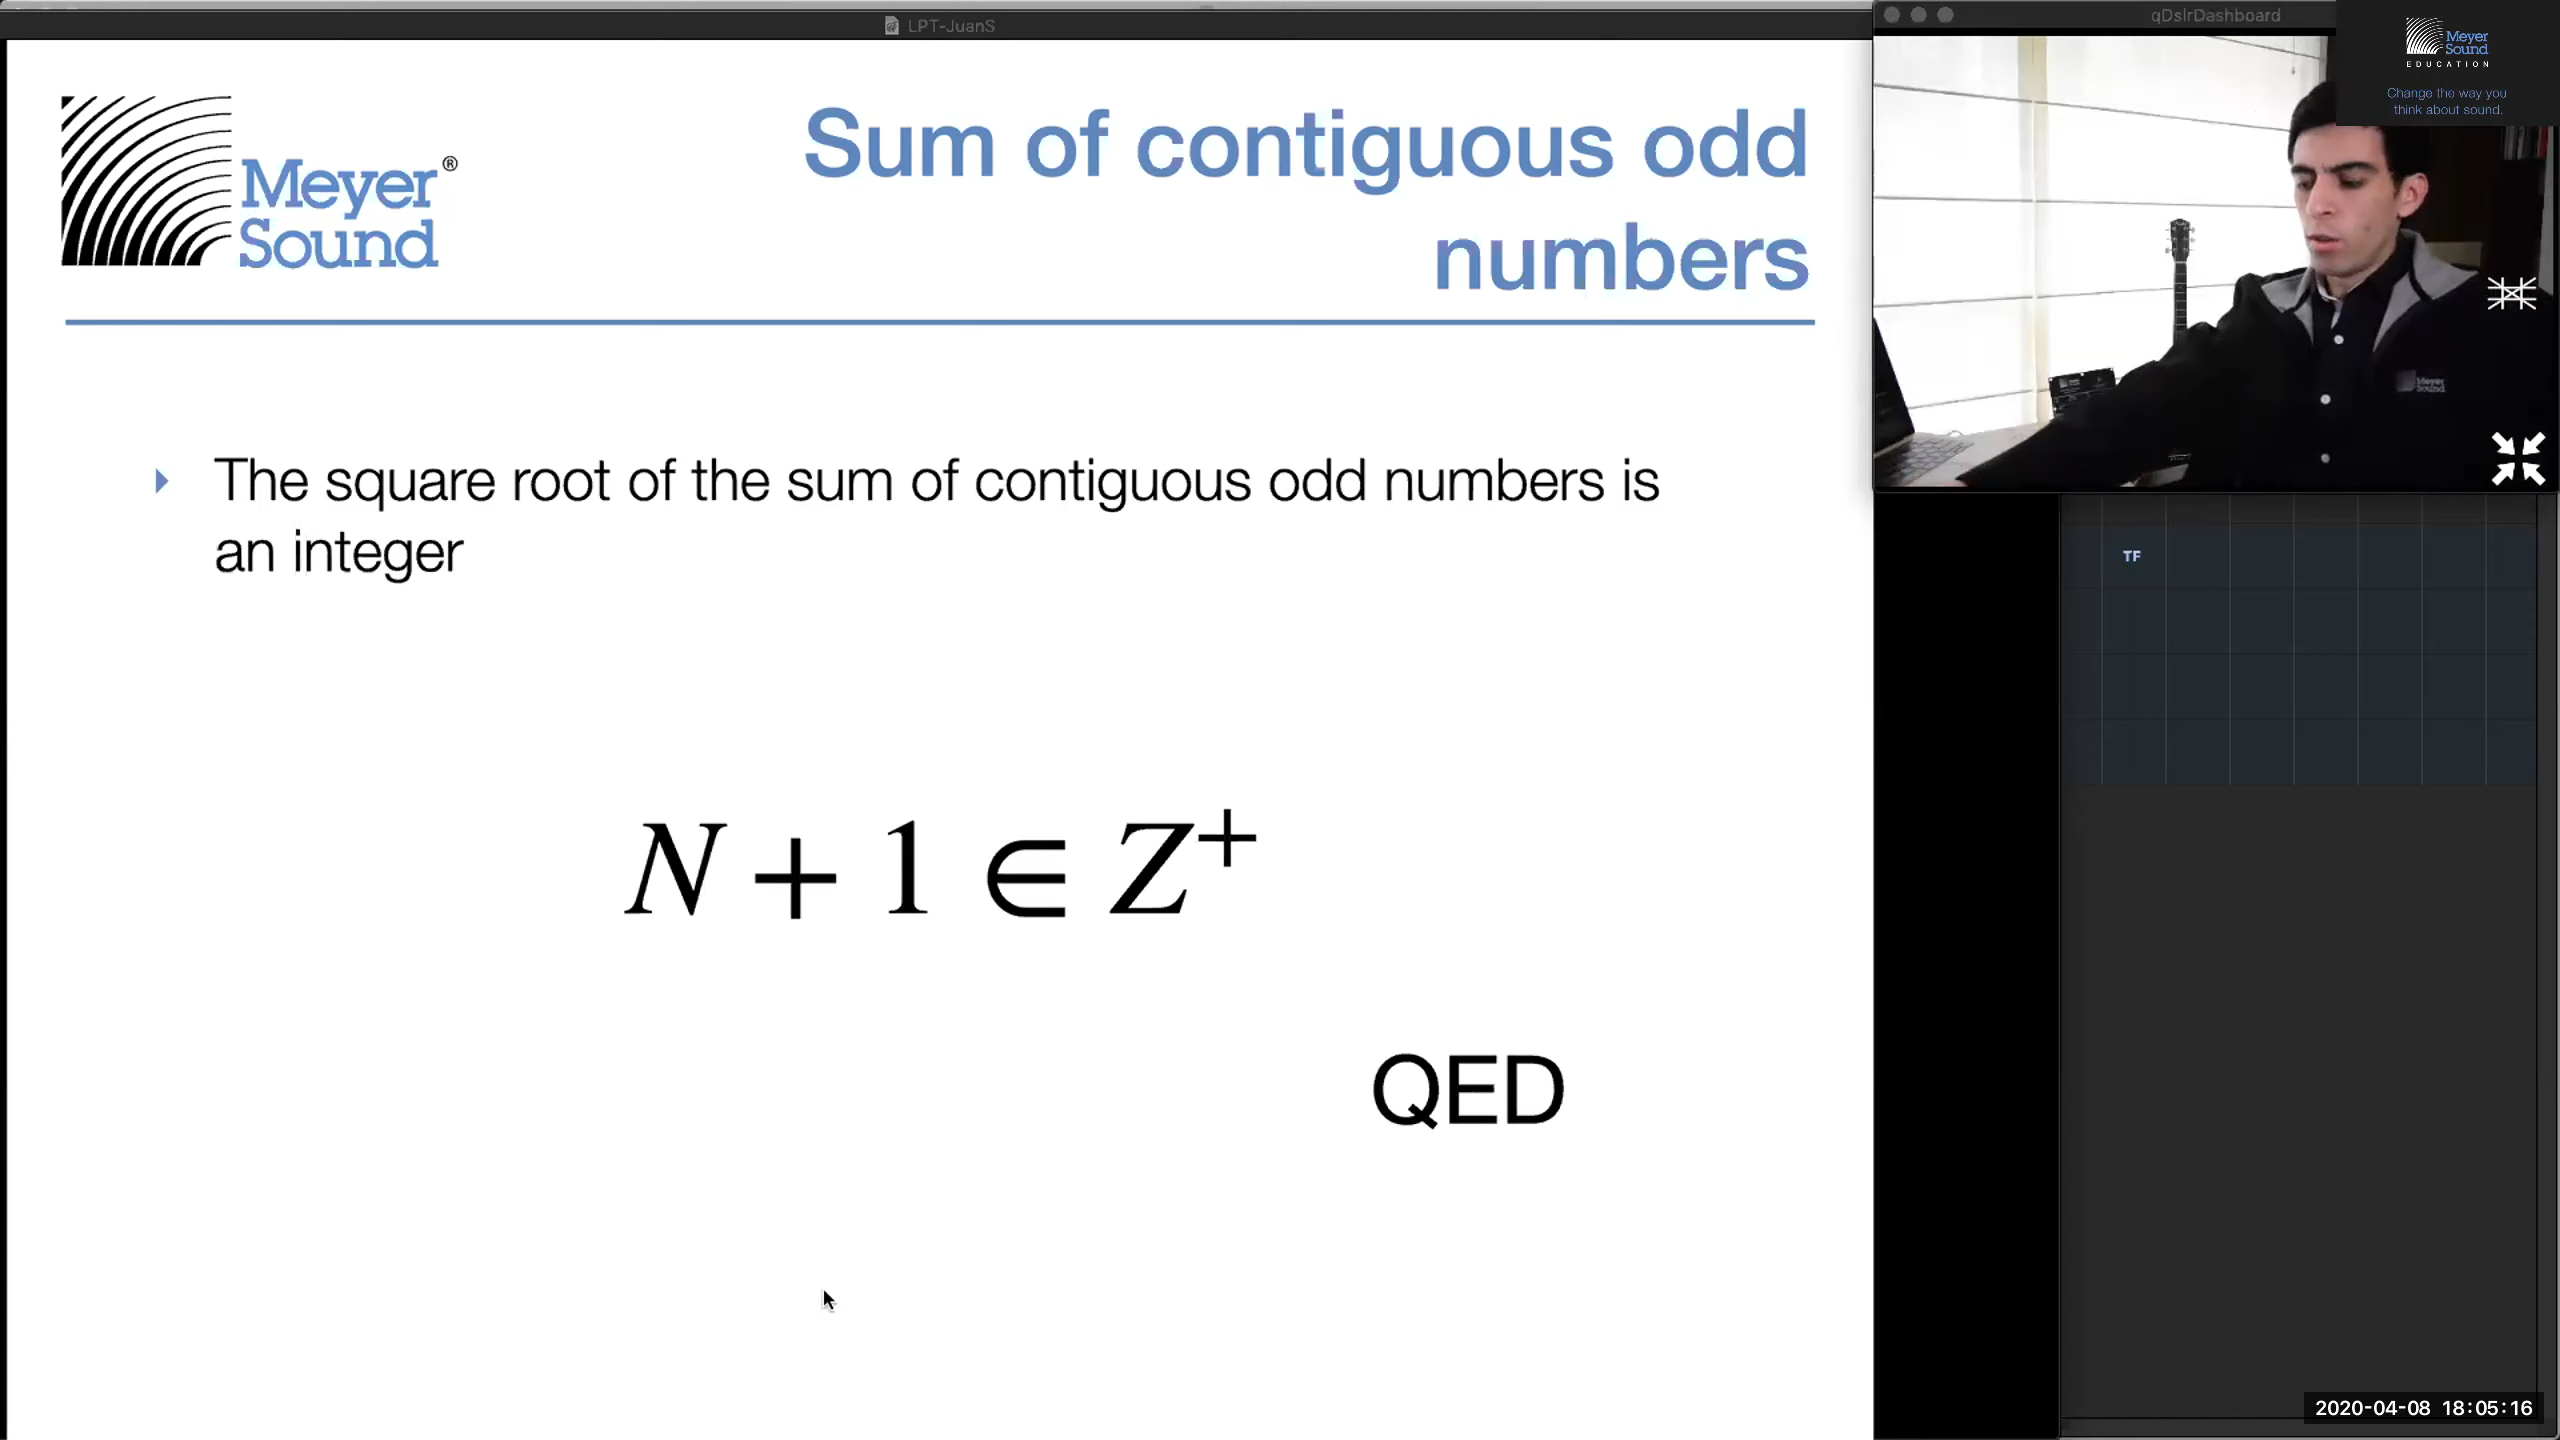 LPT-JuanS
qDslrDashboard
Meyer
Sound
EDUCATION
Change the way you
think about sound.
Meyer®
Sound
Sum of contiguous odd
numbers
Meyer
Sound
The square root of the sum of contiguous odd numbers is
an integer
TF
N + 1 ∈ Z⁺
QED
2020-04-08 18:05:16